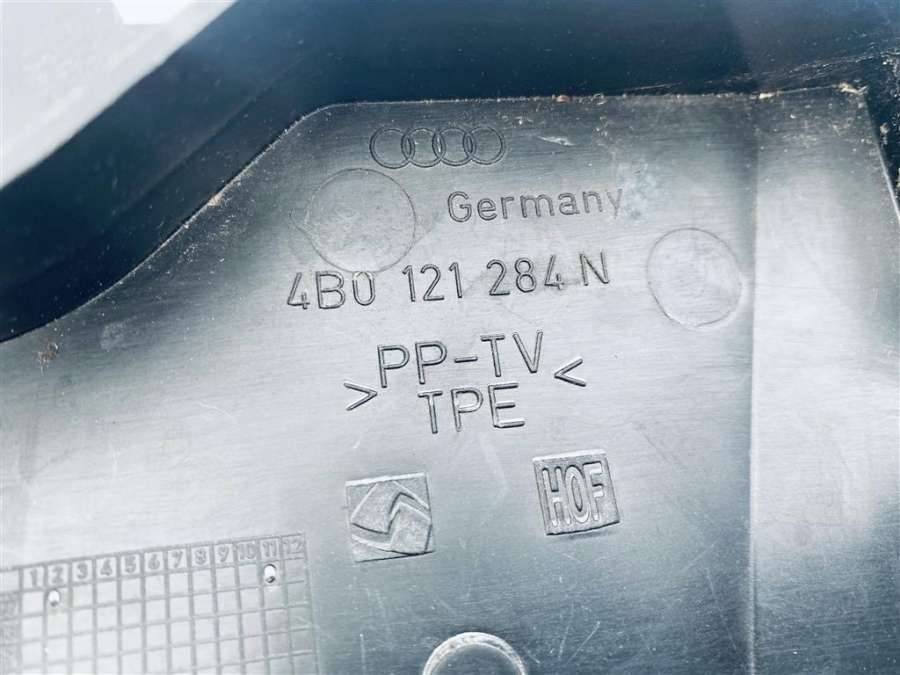 Germany
4B0 121 284 N
PP-TV
> <
TPE
HOF
1 2 3 4 5 6 7 8 9 10 11 12